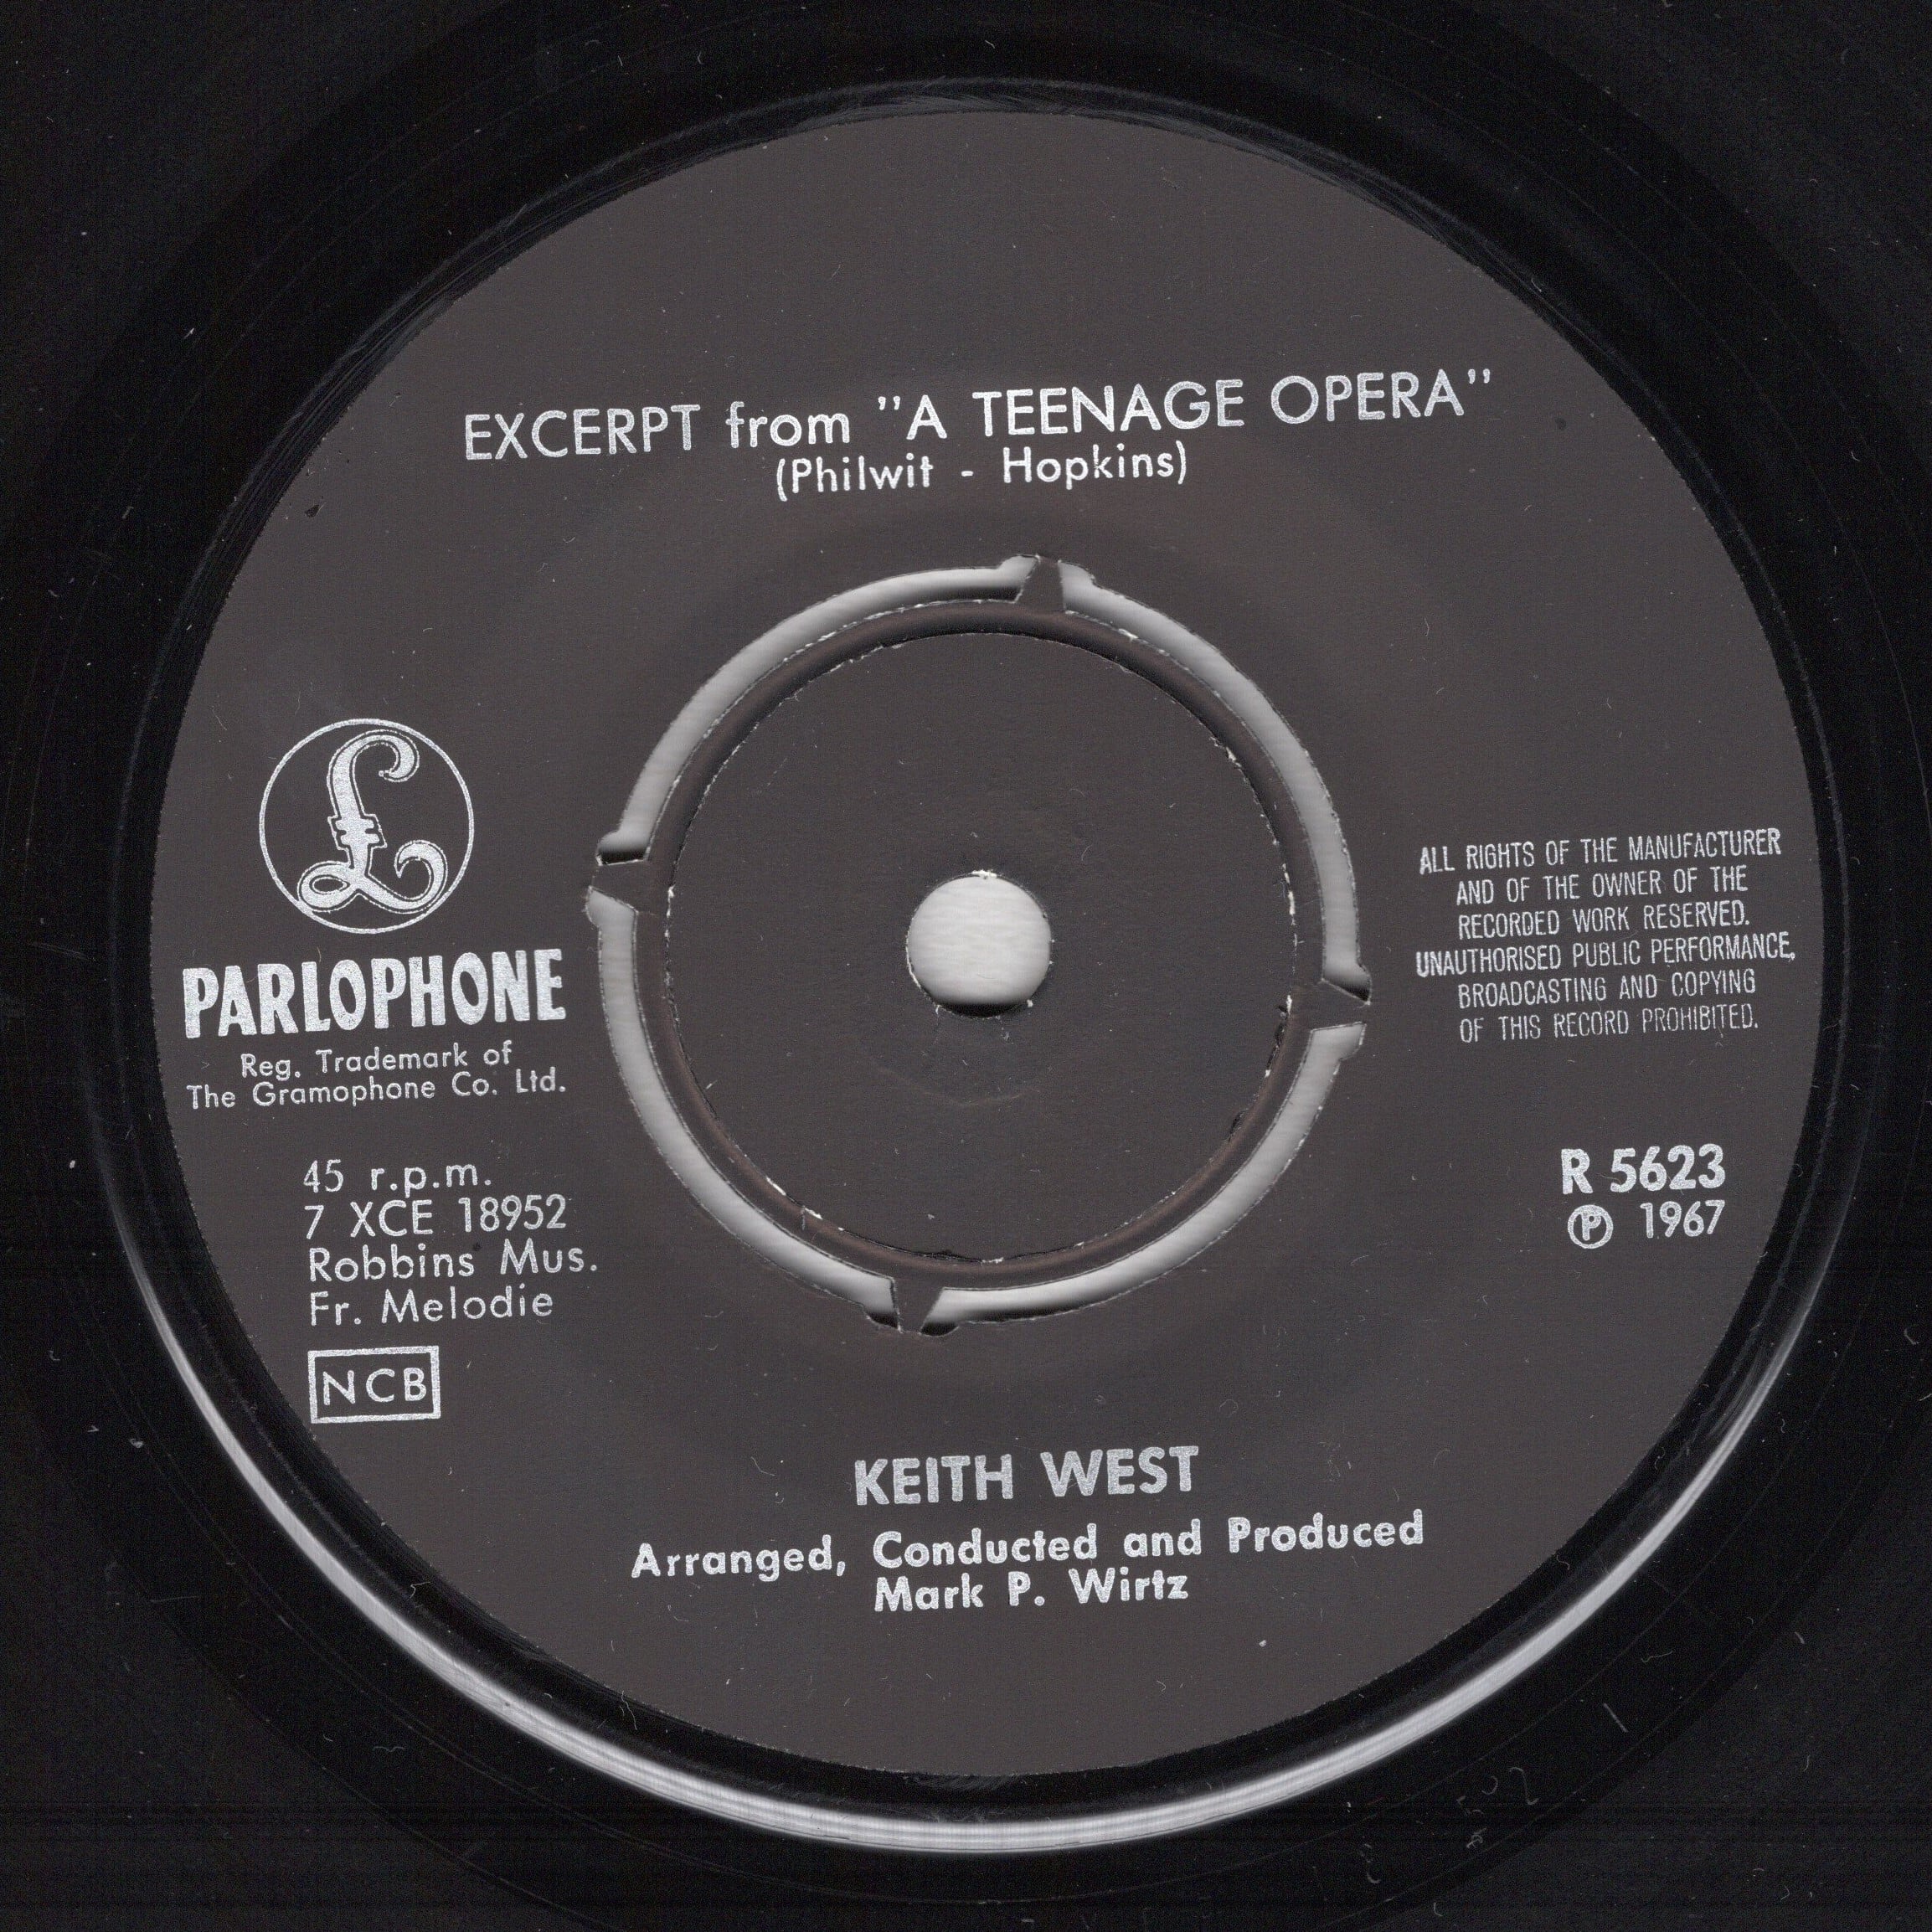 EXCERPT from "A TEENAGE OPERA"
(Philwit - Hopkins)
£
PARLOPHONE
Reg. Trademark of
The Gramophone Co. Ltd.
45 r.p.m.
7 XCE 18952
Robbins Mus.
Fr. Melodie
NCB
ALL RIGHTS OF THE MANUFACTURER
AND OF THE OWNER OF THE
RECORDED WORK RESERVED.
UNAUTHORISED PUBLIC PERFORMANCE,
BROADCASTING AND COPYING
OF THIS RECORD PROHIBITED.
R 5623
℗ 1967
KEITH WEST
Arranged, Conducted and Produced
Mark P. Wirtz